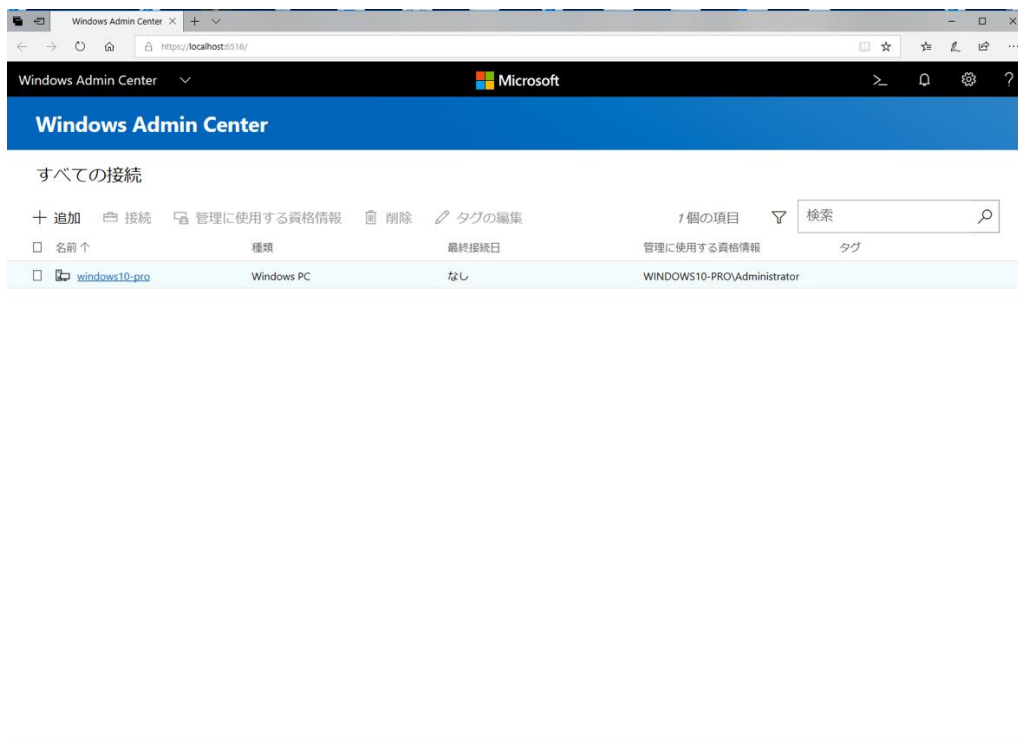 Windows Admin Center
https://localhost:6516/
Windows Admin Center Microsoft >_ ?
Windows Admin Center
すべての接続
追加 接続 管理に使用する資格情報 削除 タグの編集 1個の項目 検索
名前 種類 最終接続日 管理に使用する資格情報 タグ
windows10-pro Windows PC なし WINDOWS10-PRO\Administrator